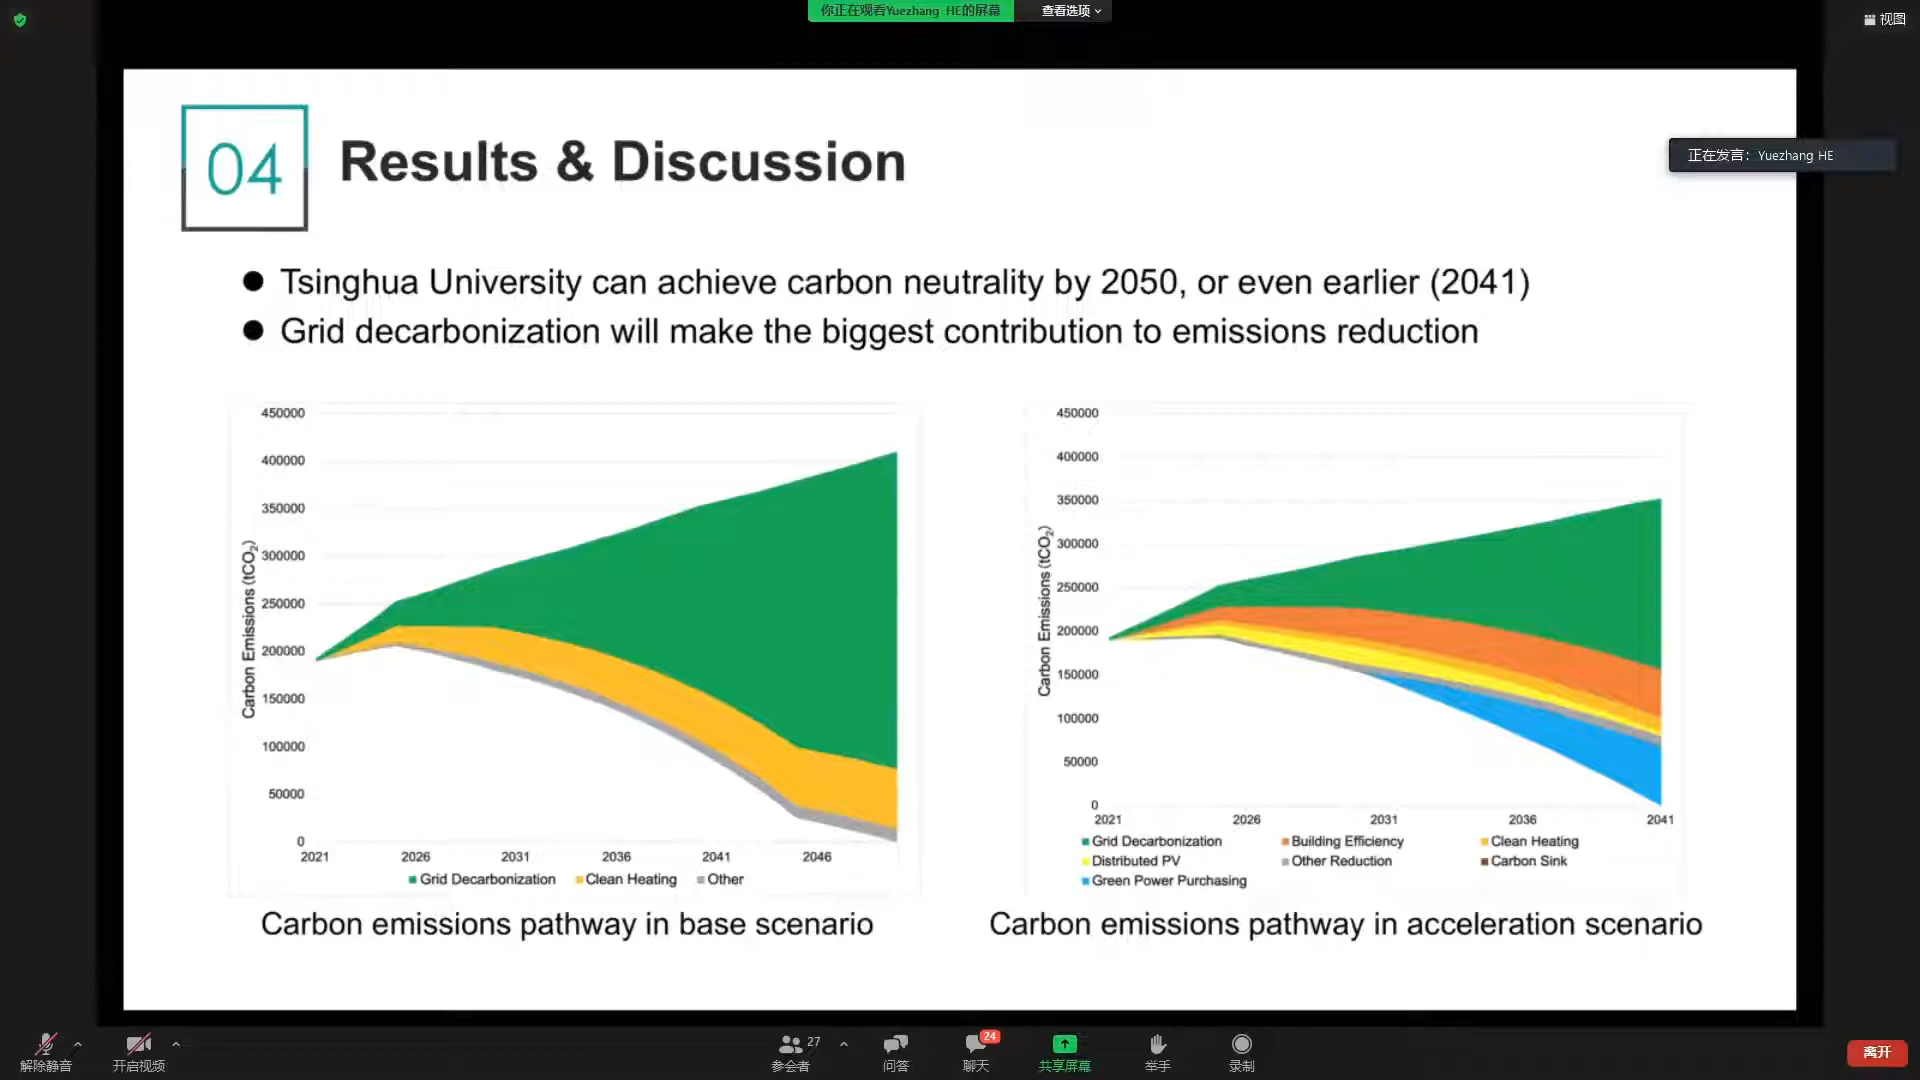 你正在观看Yuezhang HE的屏幕
查看选项
视图
正在发言: Yuezhang HE
04
Results & Discussion
● Tsinghua University can achieve carbon neutrality by 2050, or even earlier (2041)
● Grid decarbonization will make the biggest contribution to emissions reduction
Carbon Emissions (tCO₂)
450000
400000
350000
300000
250000
200000
150000
100000
50000
0
2021 2026 2031 2036 2041 2046
Grid Decarbonization Clean Heating Other
Carbon emissions pathway in base scenario
Carbon Emissions (tCO₂)
450000
400000
350000
300000
250000
200000
150000
100000
50000
0
2021 2026 2031 2036 2041
Grid Decarbonization Building Efficiency Clean Heating
Distributed PV Other Reduction Carbon Sink
Green Power Purchasing
Carbon emissions pathway in acceleration scenario
27
24
解除静音 开启视频 参会者 问答 聊天 共享屏幕 举手 录制
离开